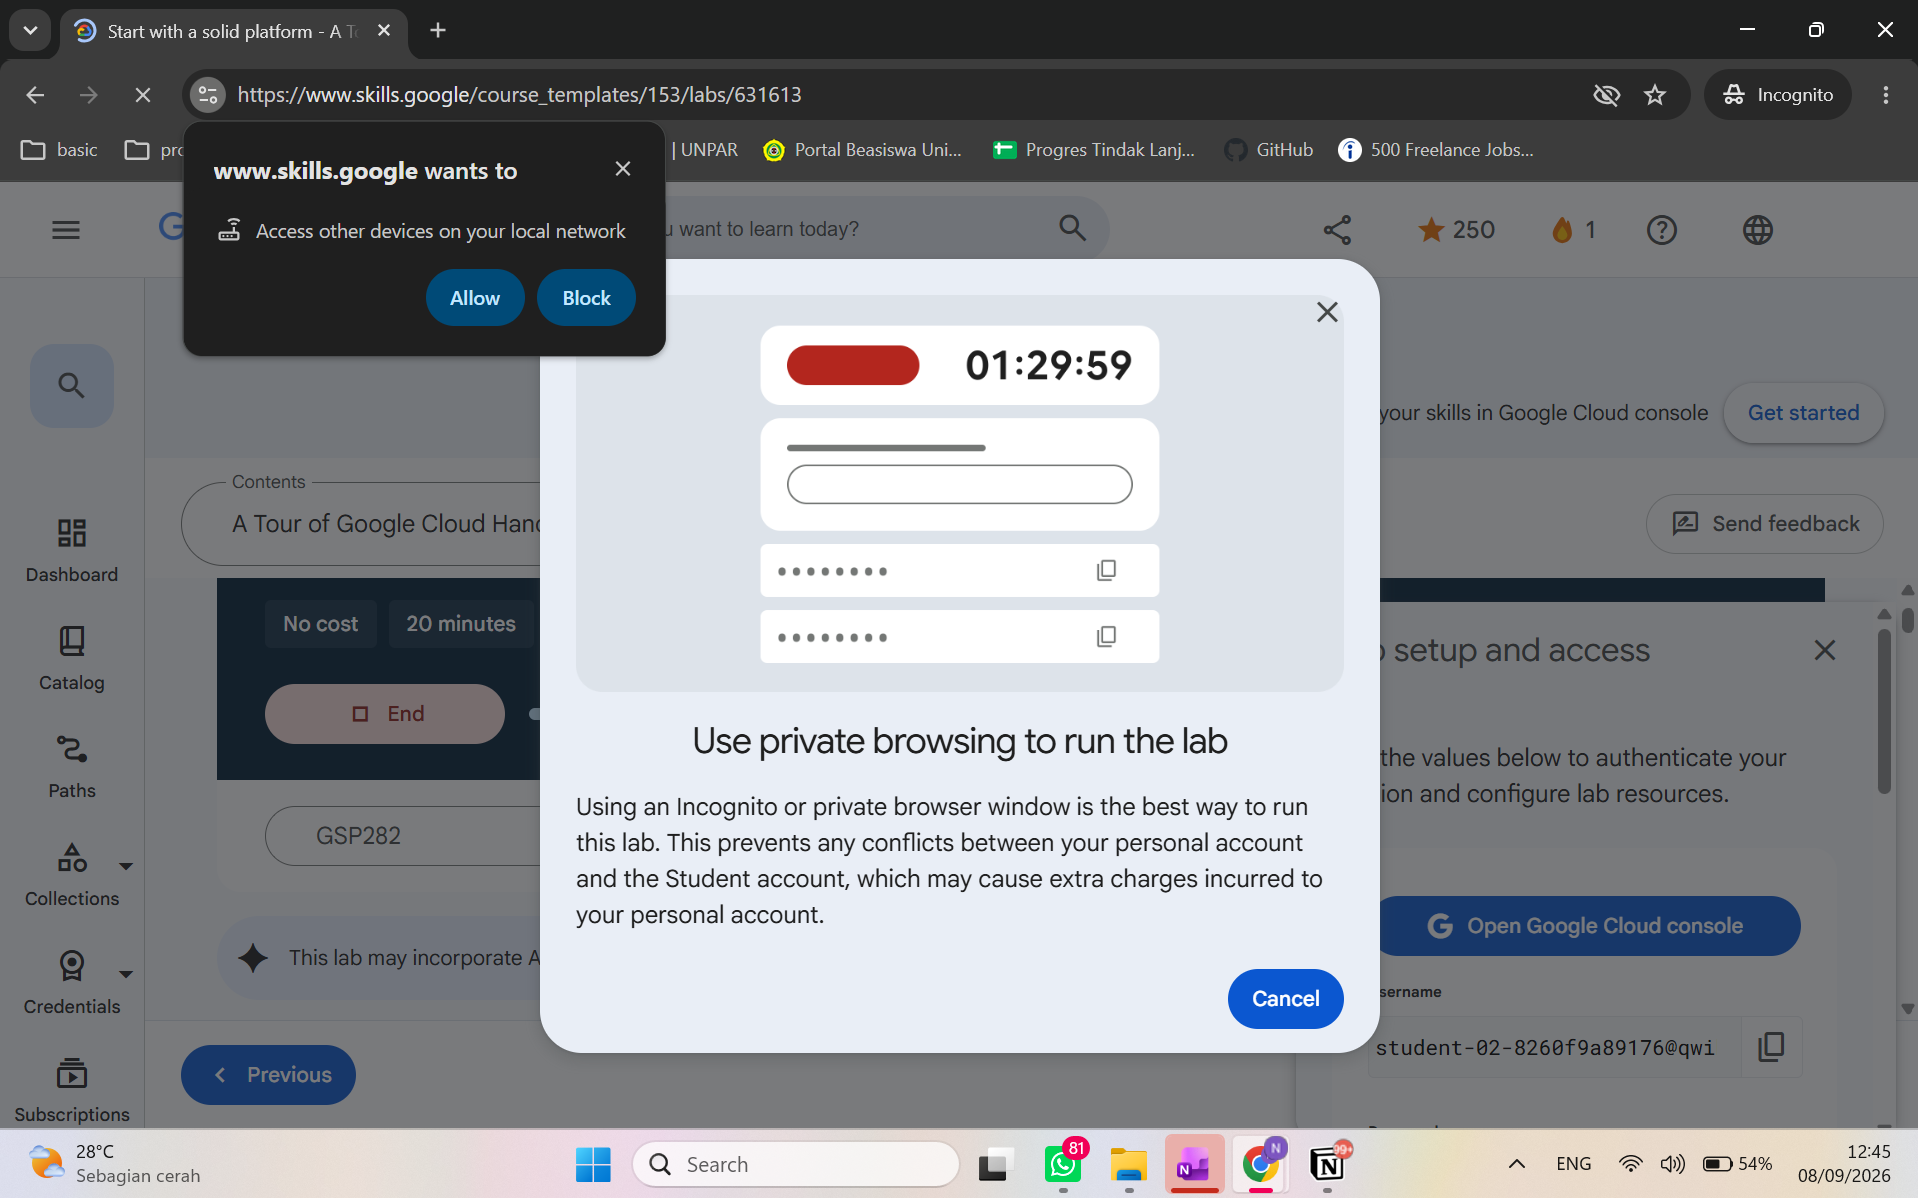 Start with a solid platform - A To
https://www.skills.google/course_templates/153/labs/631613
Incognito
basic
| UNPAR
Portal Beasiswa Uni...
Progres Tindak Lanj...
GitHub
500 Freelance Jobs...
www.skills.google wants to
Access other devices on your local network
Allow
Block
want to learn today?
250
1
01:29:59
your skills in Google Cloud console
Get started
Contents
A Tour of Google Cloud Hand
Send feedback
Dashboard
Catalog
Paths
Collections
Credentials
Subscriptions
No cost
20 minutes
End
GSP282
This lab may incorporate A
Previous
Use private browsing to run the lab
Using an Incognito or private browser window is the best way to run
this lab. This prevents any conflicts between your personal account
and the Student account, which may cause extra charges incurred to
your personal account.
Cancel
setup and access
the values below to authenticate your
ion and configure lab resources.
Open Google Cloud console
sername
student-02-8260f9a89176@qwi
28°C
Sebagian cerah
Search
81
99+
ENG
54%
12:45
08/09/2026